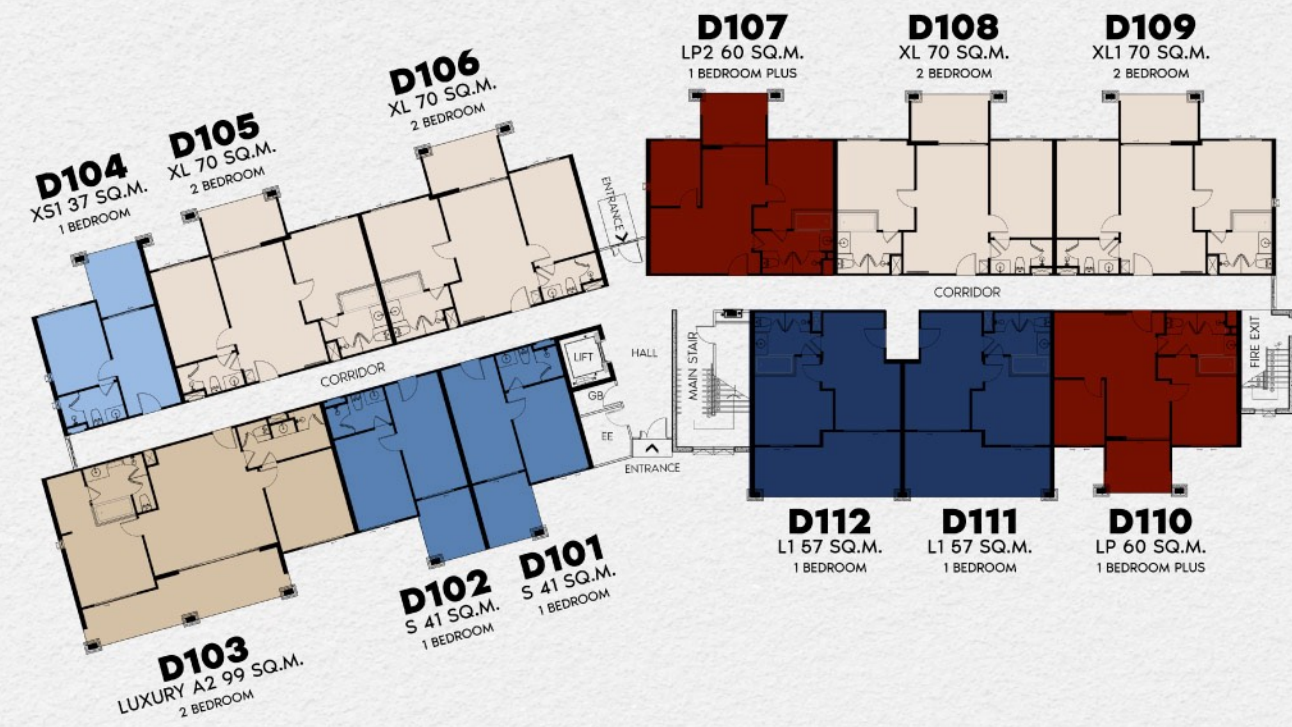 D107
LP2 60 SQ.M.
1 BEDROOM PLUS
D108
XL 70 SQ.M.
2 BEDROOM
D109
XL1 70 SQ.M.
2 BEDROOM
D106
XL 70 SQ.M.
2 BEDROOM
D105
XL 70 SQ.M.
2 BEDROOM
D104
XS1 37 SQ.M.
1 BEDROOM
ENTRANCE
CORRIDOR
CORRIDOR
LIFT
HALL
MAIN STAIR
FIRE EXIT
GB
EE
ENTRANCE
D112
L1 57 SQ.M.
1 BEDROOM
D111
L1 57 SQ.M.
1 BEDROOM
D110
LP 60 SQ.M.
1 BEDROOM PLUS
D101
S 41 SQ.M.
1 BEDROOM
D102
S 41 SQ.M.
1 BEDROOM
D103
LUXURY A2 99 SQ.M.
2 BEDROOM